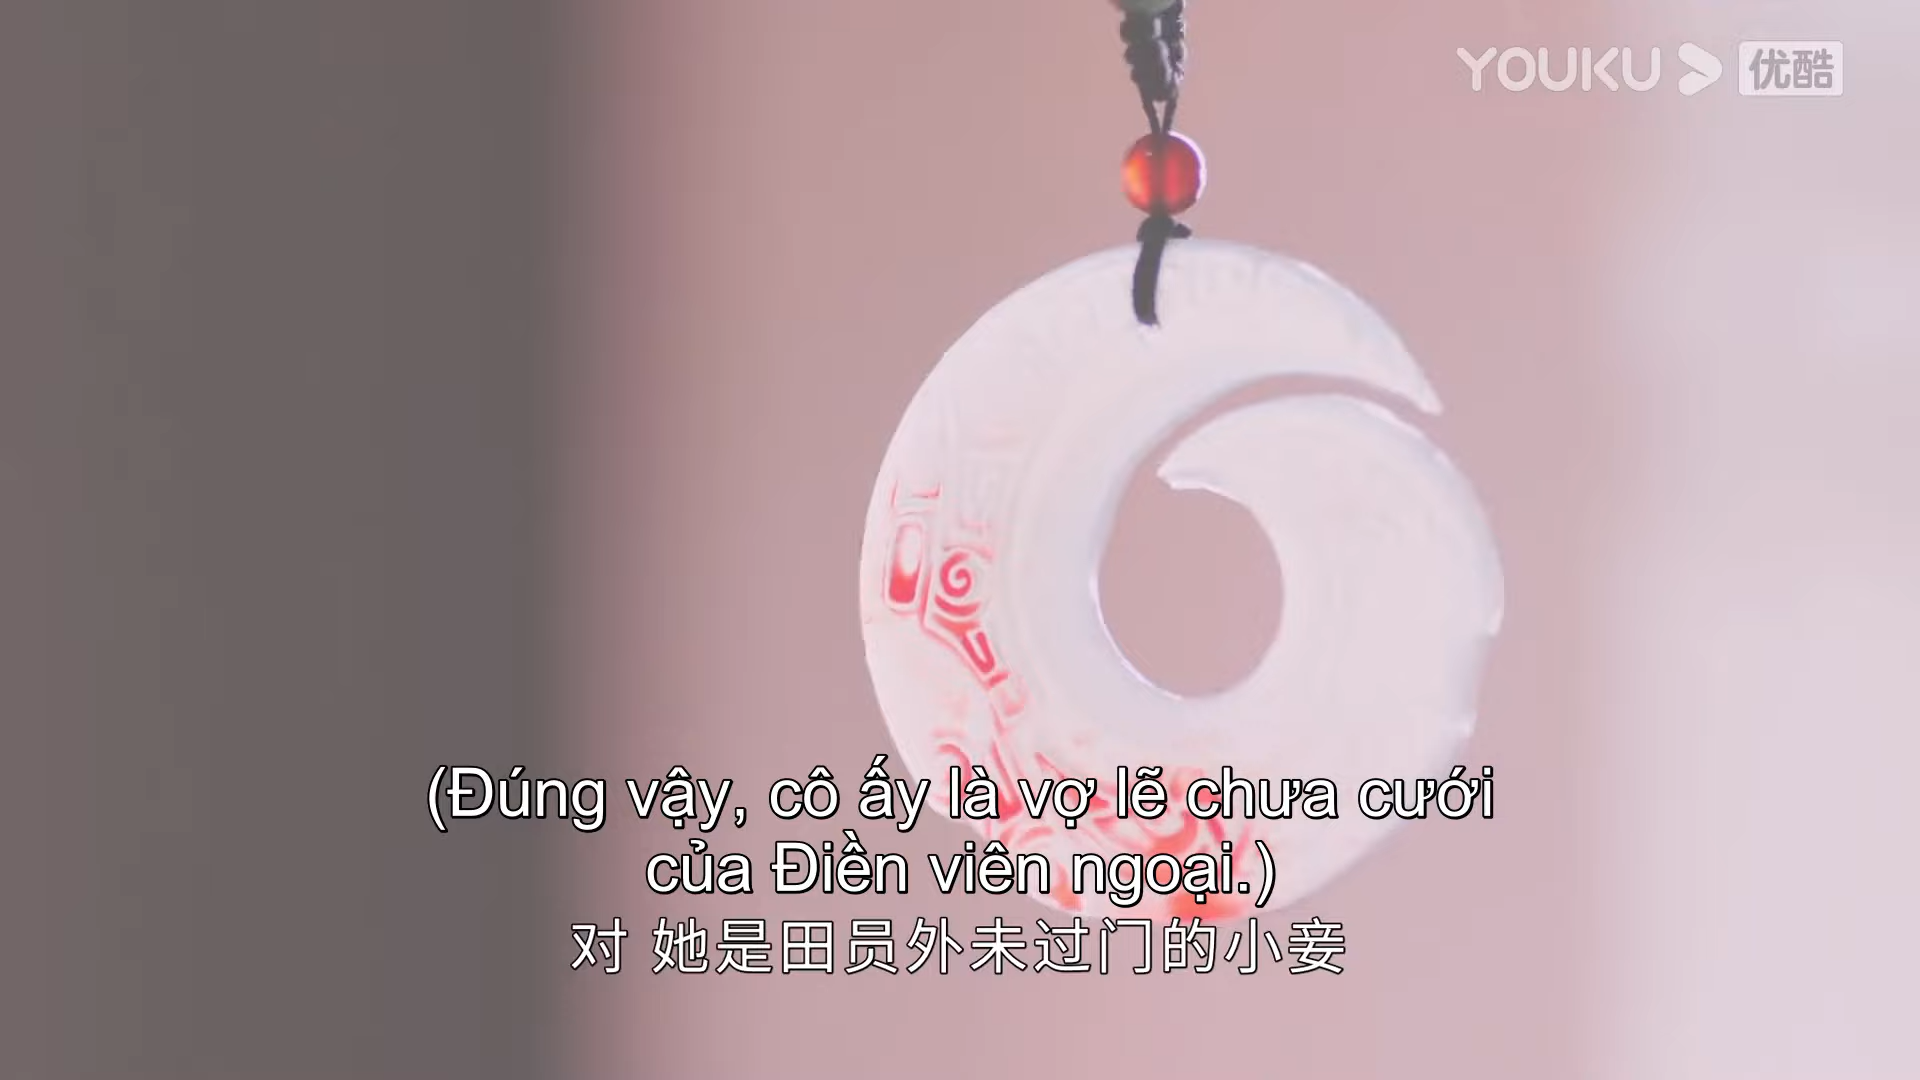 YOUKU 优酷
(Đúng vậy, cô ấy là vợ lẽ chưa cưới
của Điền viên ngoại.)
对 她是田员外未过门的小妾